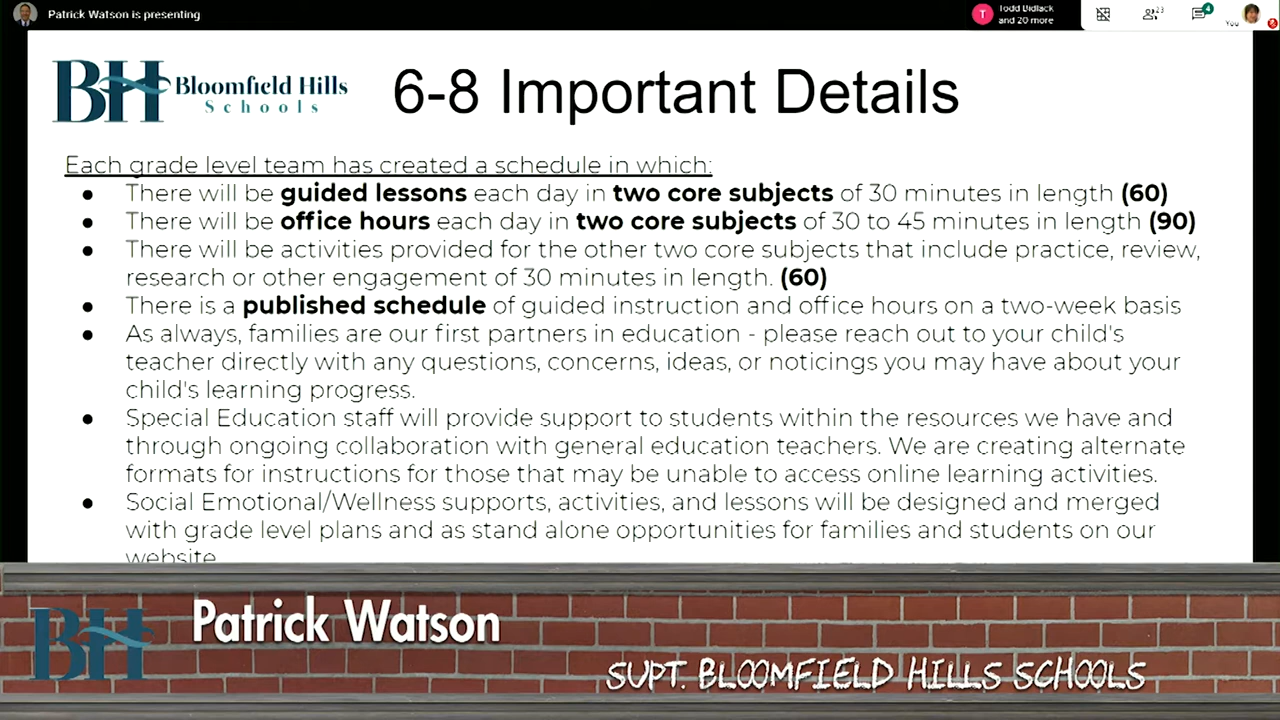 Patrick Watson is presenting
T
Todd Bidlack
and 20 more
23
4
You
BH Bloomfield Hills
Schools
6-8 Important Details
Each grade level team has created a schedule in which:
● There will be guided lessons each day in two core subjects of 30 minutes in length (60)
● There will be office hours each day in two core subjects of 30 to 45 minutes in length (90)
● There will be activities provided for the other two core subjects that include practice, review,
research or other engagement of 30 minutes in length. (60)
● There is a published schedule of guided instruction and office hours on a two-week basis
● As always, families are our first partners in education - please reach out to your child's
teacher directly with any questions, concerns, ideas, or noticings you may have about your
child's learning progress.
● Special Education staff will provide support to students within the resources we have and
through ongoing collaboration with general education teachers. We are creating alternate
formats for instructions for those that may be unable to access online learning activities.
● Social Emotional/Wellness supports, activities, and lessons will be designed and merged
with grade level plans and as stand alone opportunities for families and students on our
website
BH
Patrick Watson
SUPT. BLOOMFIELD HILLS SCHOOLS